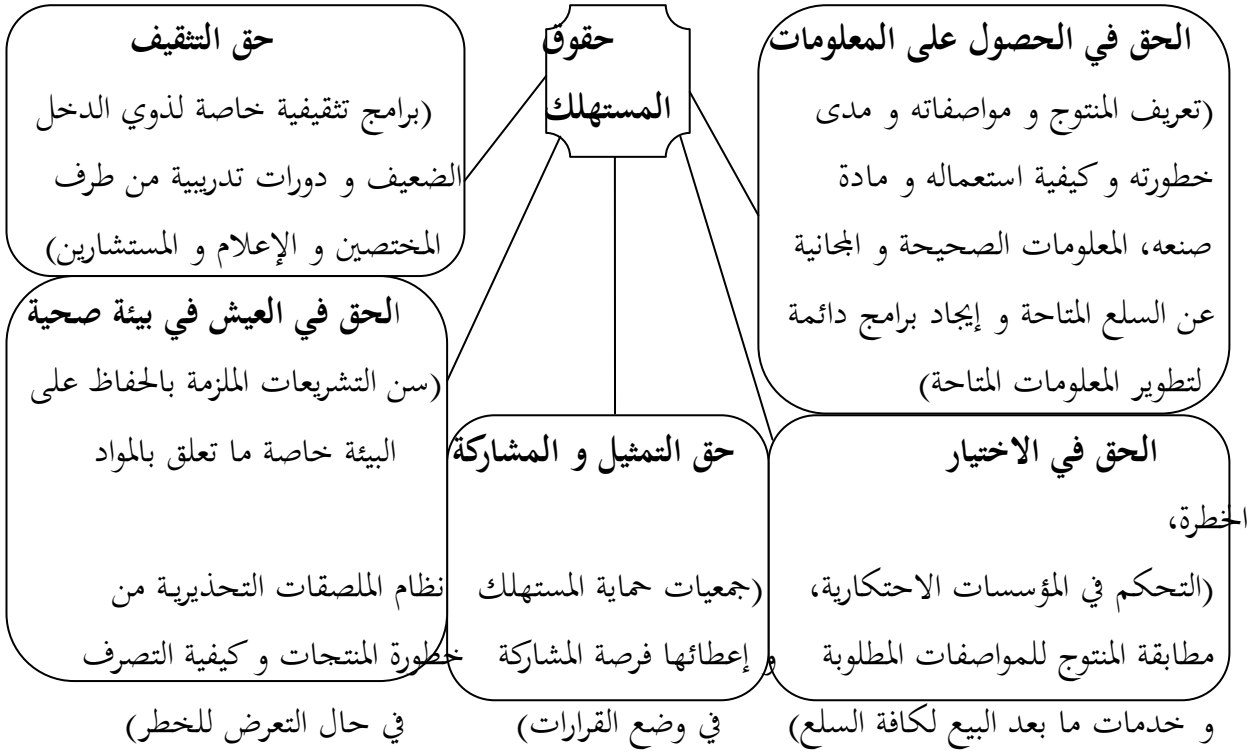 حقوق
المستهلك
الحق في الحصول على المعلومات
(تعريف المنتوج و مواصفاته و مدى
خطورته و كيفية استعماله و مادة
صنعه، المعلومات الصحيحة و المجانية
عن السلع المتاحة و إيجاد برامج دائمة
لتطوير المعلومات المتاحة)
حق التثقيف
(برامج تثقيفية خاصة لذوي الدخل
الضعيف و دورات تدريبية من طرف
المختصين و الإعلام و المستشارين)
الحق في الاختيار
(التحكم في المؤسسات الاحتكارية،
مطابقة المنتوج للمواصفات المطلوبة
و خدمات ما بعد البيع لكافة السلع)
حق التمثيل و المشاركة
(جمعيات حماية المستهلك
و إعطائها فرصة المشاركة
في وضع القرارات)
الحق في العيش في بيئة صحية
(سن التشريعات الملزمة بالحفاظ على
البيئة خاصة ما تعلق بالمواد
الخطرة،
نظام الملصقات التحذيرية من
خطورة المنتجات و كيفية التصرف
في حال التعرض للخطر)